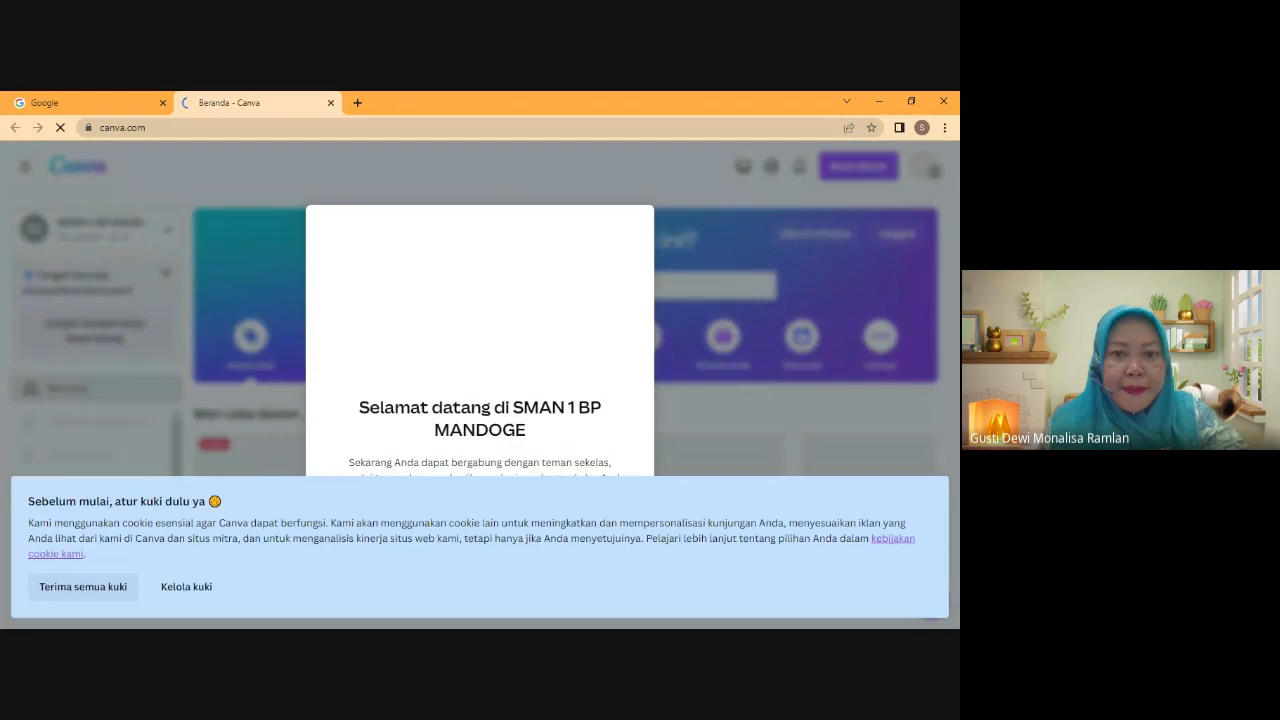 Google
Beranda - Canva
canva.com
S
Canva
Selamat datang di SMAN 1 BP
MANDOGE
Sekarang Anda dapat bergabung dengan teman sekelas,
Sebelum mulai, atur kuki dulu ya
Kami menggunakan cookie esensial agar Canva dapat berfungsi. Kami akan menggunakan cookie lain untuk meningkatkan dan mempersonalisasi kunjungan Anda, menyesuaikan iklan yang
Anda lihat dari kami di Canva dan situs mitra, dan untuk menganalisis kinerja situs web kami, tetapi hanya jika Anda menyetujuinya. Pelajari lebih lanjut tentang pilihan Anda dalam kebijakan
cookie kami.
Terima semua kuki
Kelola kuki
Gusti Dewi Monalisa Ramlan